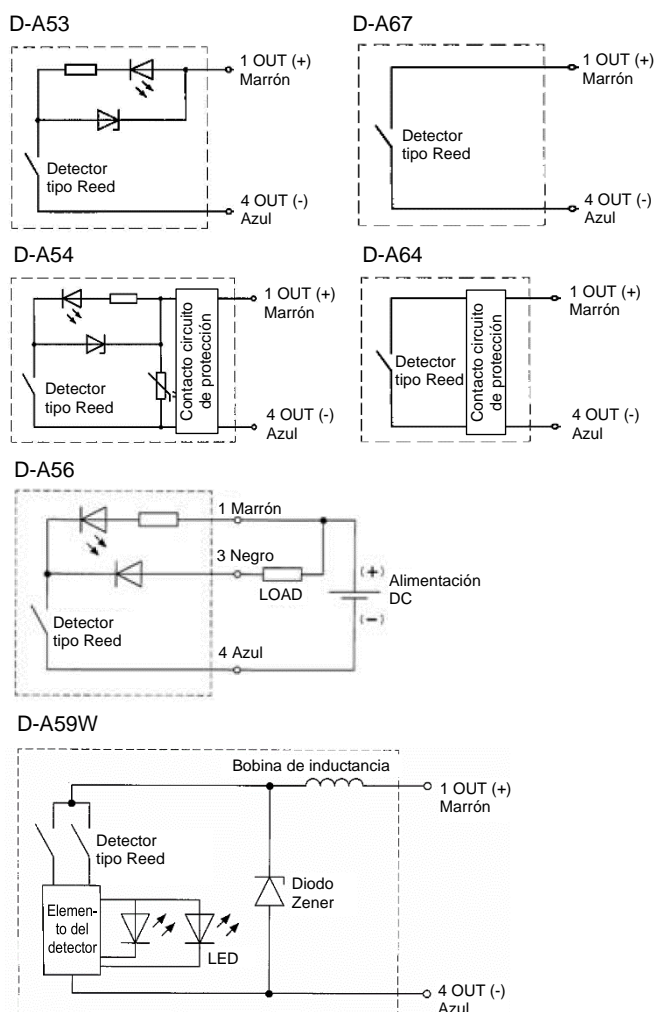 D-A53
1 OUT (+)
Marrón
Detector
tipo Reed
4 OUT (-)
Azul
D-A67
1 OUT (+)
Marrón
Detector
tipo Reed
4 OUT (-)
Azul
D-A54
1 OUT (+)
Marrón
Detector
tipo Reed
Contacto circuito
de protección
4 OUT (-)
Azul
D-A64
1 OUT (+)
Marrón
Detector
tipo Reed
Contacto circuito
de protección
4 OUT (-)
Azul
D-A56
1 Marrón
3 Negro
LOAD
(+)
Alimentación
DC
(−)
Detector
tipo Reed
4 Azul
D-A59W
Bobina de inductancia
1 OUT (+)
Marrón
Detector
tipo Reed
Diodo
Zener
Elemen-
to del
detector
LED
4 OUT (-)
Azul